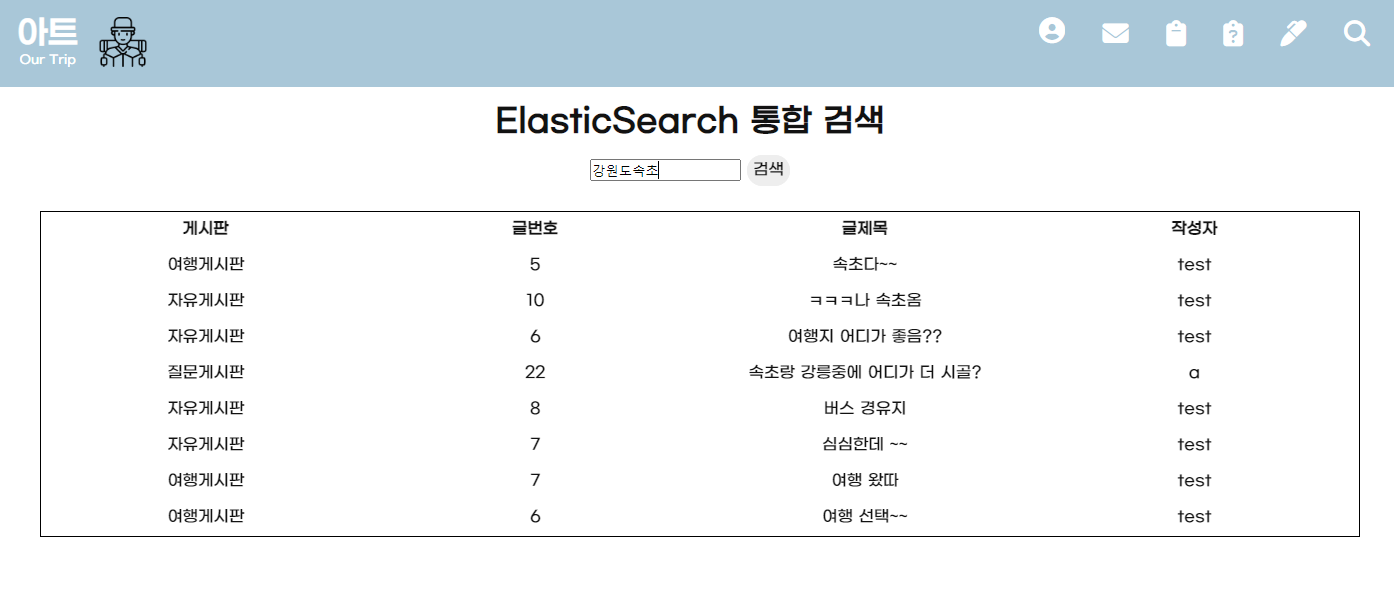 아트
Our Trip
ElasticSearch 통합 검색
강원도속초 검색
게시판 글번호 글제목 작성자
여행게시판 5 속초다~~ test
자유게시판 10 ㅋㅋㅋ나 속초옴 test
자유게시판 6 여행지 어디가 좋음?? test
질문게시판 22 속초랑 강릉중에 어디가 더 시골? a
자유게시판 8 버스 경유지 test
자유게시판 7 심심한데 ~~ test
여행게시판 7 여행 왔따 test
여행게시판 6 여행 선택~~ test